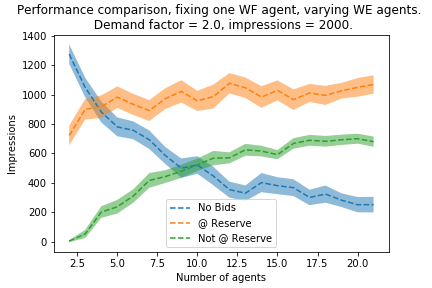 Performance comparison, fixing one WF agent, varying WE agents.
Demand factor = 2.0, impressions = 2000.
1400
1200
1000
800
600
400
200
0
Impressions
No Bids
@ Reserve
Not @ Reserve
2.5 5.0 7.5 10.0 12.5 15.0 17.5 20.0
Number of agents